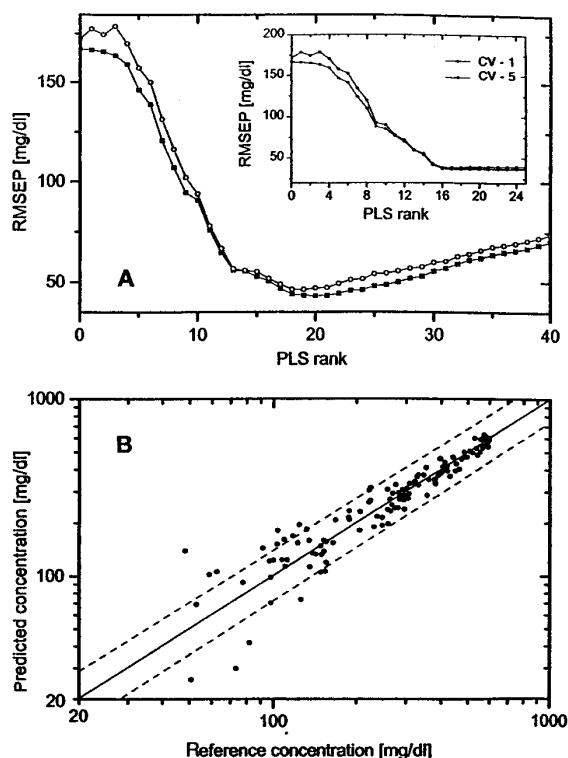 RMSEP [mg/dl]
150
100
50
A
0
10
20
30
40
PLS rank
RMSEP [mg/dl]
200
150
100
50
CV - 1
CV - 5
0
4
8
12
16
20
24
PLS rank
B
Predicted concentration [mg/dl]
1000
100
20
20
100
1000
Reference concentration [mg/dl]